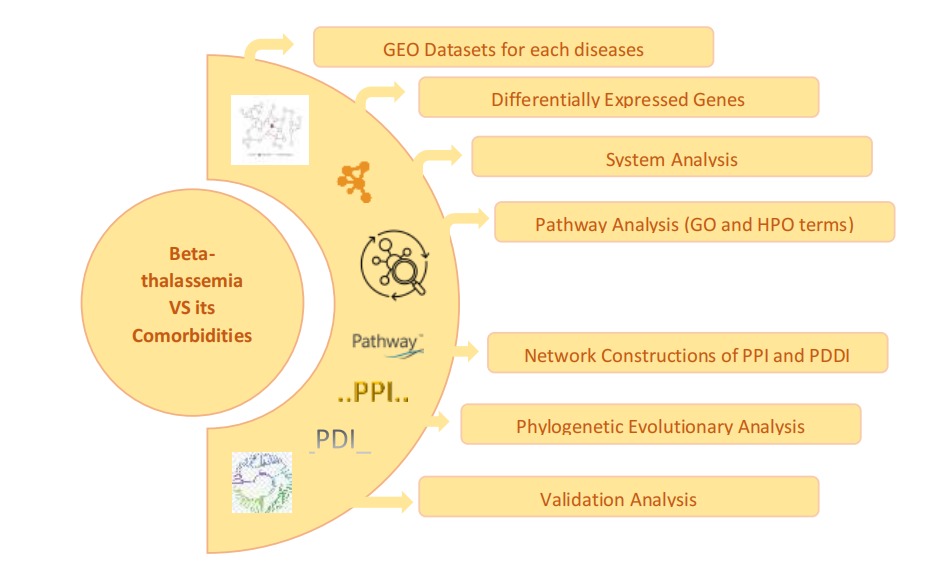 GEO Datasets for each diseases
Differentially Expressed Genes
System Analysis
Pathway Analysis (GO and HPO terms)
Beta-
thalassemia
VS its
Comorbidities
Pathway
Network Constructions of PPI and PDDI
..PPI..
Phylogenetic Evolutionary Analysis
_PDI_
Validation Analysis